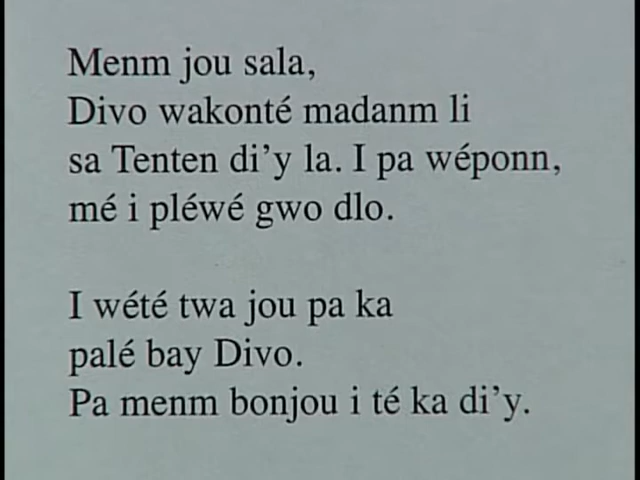 Menm jou sala,
Divo wakonté madanm li
sa Tenten di’y la. I pa wéponn,
mé i pléwé gwo dlo.
I wété twa jou pa ka
palé bay Divo.
Pa menm bonjou i té ka di’y.